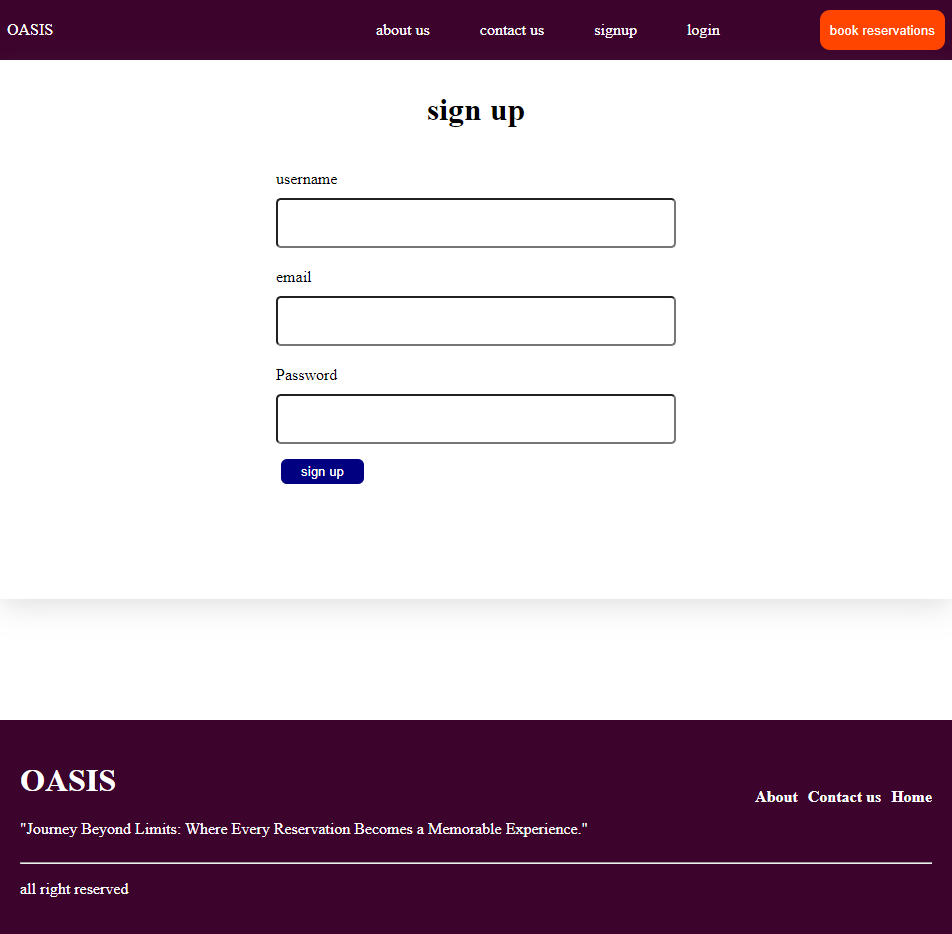 OASIS about us contact us signup login book reservations
sign up
username
email
Password
sign up
OASIS
About Contact us Home
"Journey Beyond Limits: Where Every Reservation Becomes a Memorable Experience."
all right reserved